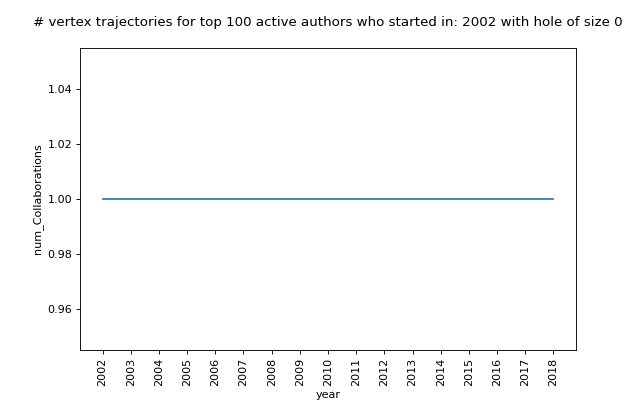 # vertex trajectories for top 100 active authors who started in: 2002 with hole of size 0
1.04
1.02
1.00
0.98
0.96
num_Collaborations
2002 2003 2004 2005 2006 2007 2008 2009 2010 2011 2012 2013 2014 2015 2016 2017 2018
year